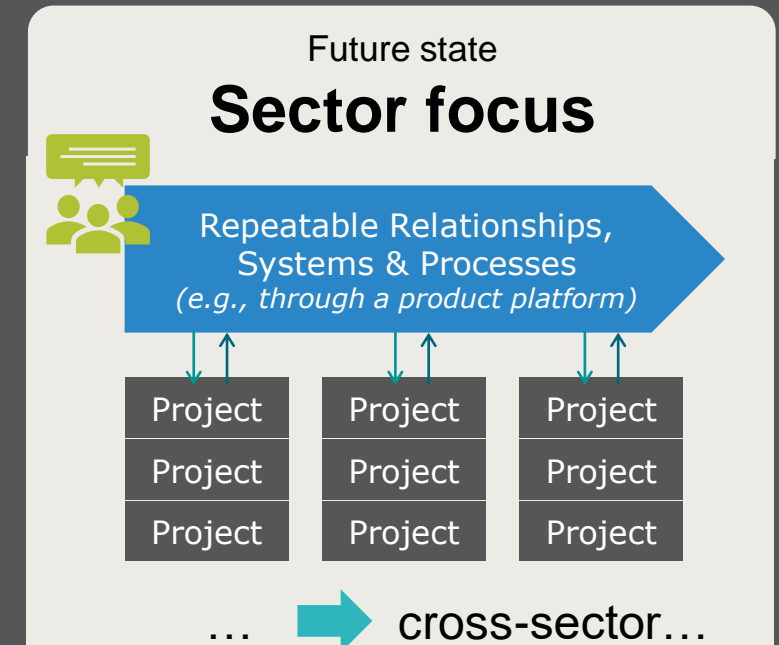 Future state
Sector focus
Repeatable Relationships,
Systems & Processes
(e.g., through a product platform)
Project Project Project
Project Project Project
Project Project Project
… cross-sector…